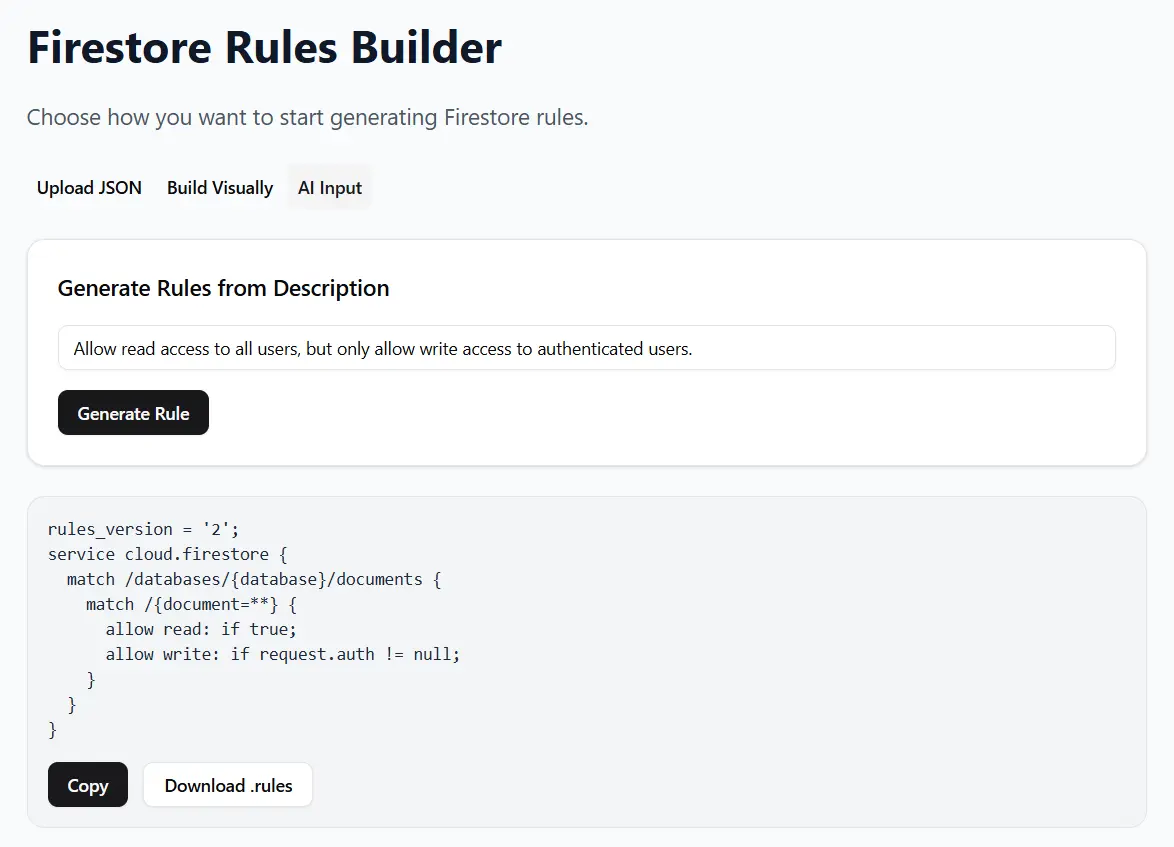 Firestore Rules Builder
Choose how you want to start generating Firestore rules.
Upload JSON Build Visually AI Input
Generate Rules from Description
Allow read access to all users, but only allow write access to authenticated users.
Generate Rule
rules_version = '2';
service cloud.firestore {
  match /databases/{database}/documents {
    match /{document=**} {
      allow read: if true;
      allow write: if request.auth != null;
    }
  }
}
Copy Download .rules